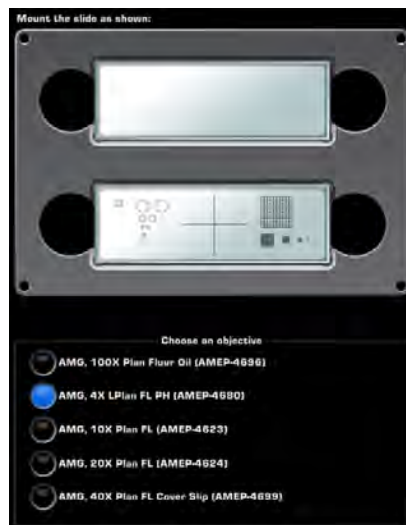 Mount the slide as shown:
Choose an objective
AMG, 100X Plan Fluor Oil (AMEP-4696)
AMG, 4X LPlan FL PH (AMEP-4680)
AMG, 10X Plan FL (AMEP-4623)
AMG, 20X Plan FL (AMEP-4624)
AMG, 40X Plan FL Cover Slip (AMEP-4699)